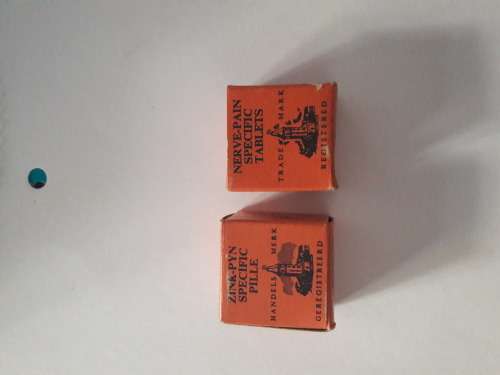 ZINK-PYN
SPECIFIC
PILLE
HANDELS MERK
GEREGISTREERD
NERVE-PAIN
SPECIFIC
TABLETS
TRADE MARK
REGISTERED